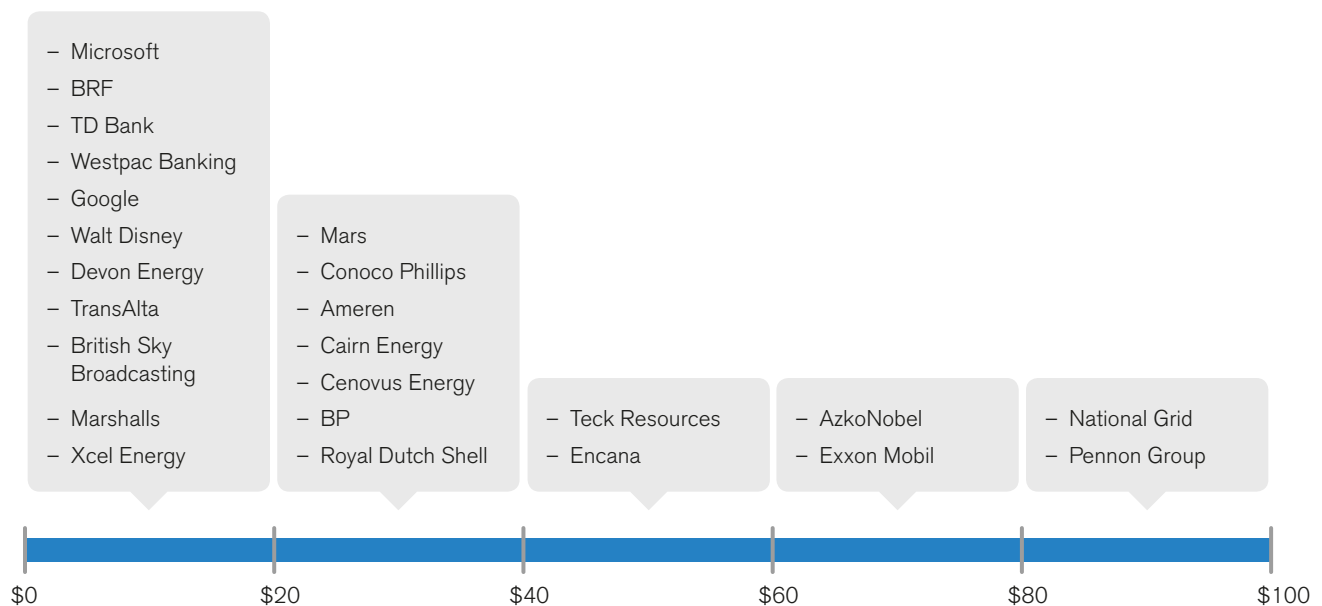 – Microsoft
– BRF
– TD Bank
– Westpac Banking
– Google
– Walt Disney
– Devon Energy
– TransAlta
– British Sky
Broadcasting
– Marshalls
– Xcel Energy
– Mars
– Conoco Phillips
– Ameren
– Cairn Energy
– Cenovus Energy
– BP
– Royal Dutch Shell
– Teck Resources
– Encana
– AzkoNobel
– Exxon Mobil
– National Grid
– Pennon Group
$0 $20 $40 $60 $80 $100